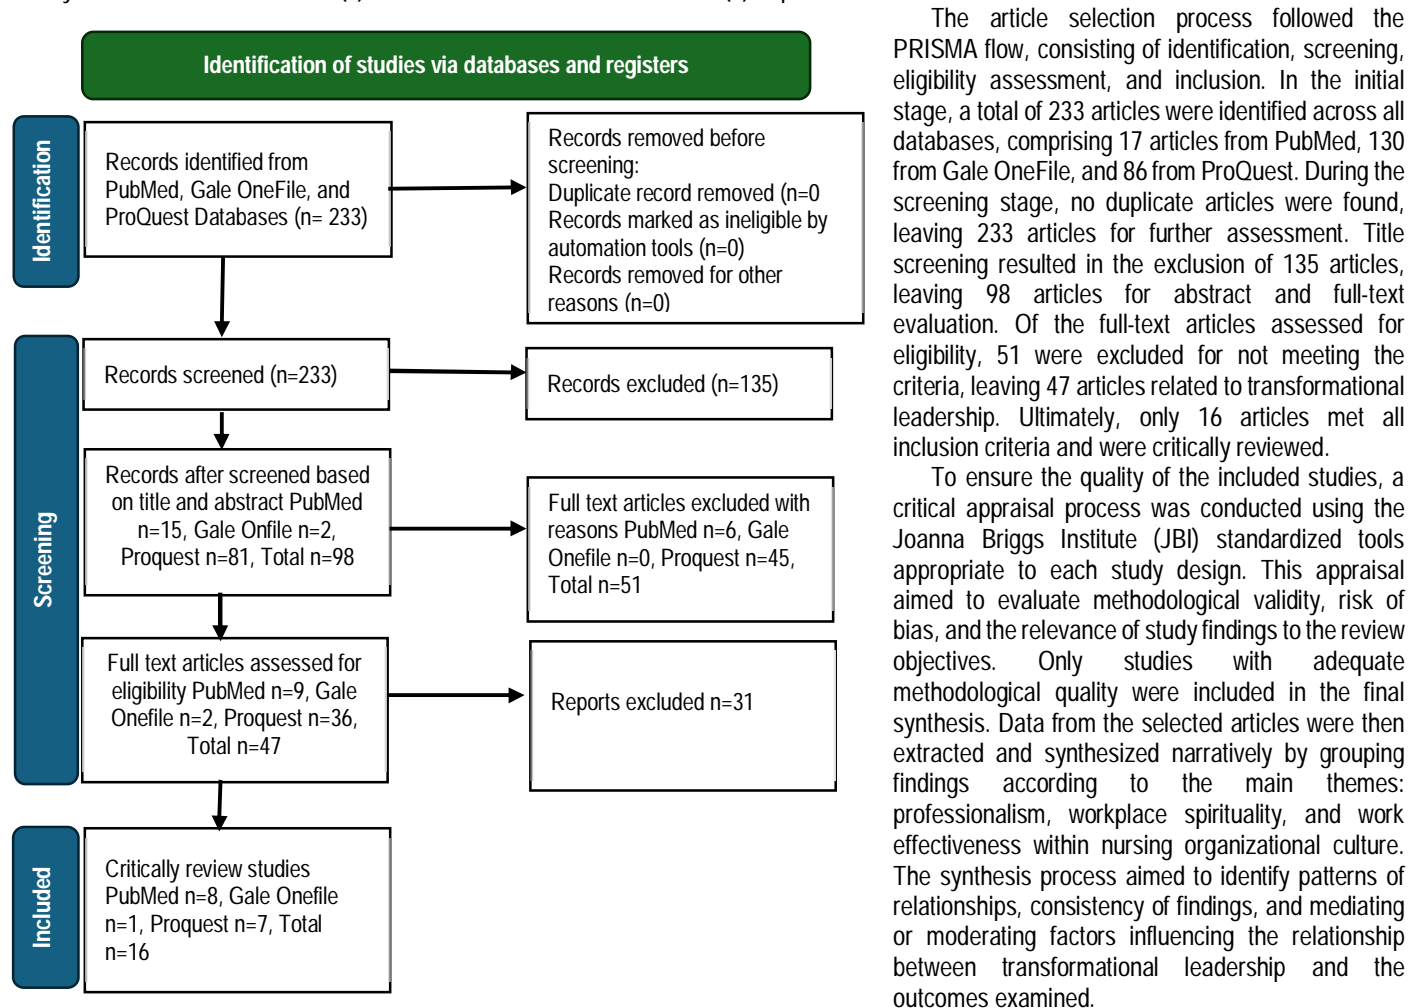 Identification of studies via databases and registers
Identification
Records identified from
PubMed, Gale OneFile, and
ProQuest Databases (n= 233)
Records removed before
screening:
Duplicate record removed (n=0
Records marked as ineligible by
automation tools (n=0)
Records removed for other
reasons (n=0)
Screening
Records screened (n=233)
Records excluded (n=135)
Records after screened based
on title and abstract PubMed
n=15, Gale Onfile n=2,
Proquest n=81, Total n=98
Full text articles excluded with
reasons PubMed n=6, Gale
Onefile n=0, Proquest n=45,
Total n=51
Full text articles assessed for
eligibility PubMed n=9, Gale
Onefile n=2, Proquest n=36,
Total n=47
Reports excluded n=31
Included
Critically review studies
PubMed n=8, Gale Onefile
n=1, Proquest n=7, Total
n=16
The article selection process followed the
PRISMA flow, consisting of identification, screening,
eligibility assessment, and inclusion. In the initial
stage, a total of 233 articles were identified across all
databases, comprising 17 articles from PubMed, 130
from Gale OneFile, and 86 from ProQuest. During the
screening stage, no duplicate articles were found,
leaving 233 articles for further assessment. Title
screening resulted in the exclusion of 135 articles,
leaving 98 articles for abstract and full-text
evaluation. Of the full-text articles assessed for
eligibility, 51 were excluded for not meeting the
criteria, leaving 47 articles related to transformational
leadership. Ultimately, only 16 articles met all
inclusion criteria and were critically reviewed.
To ensure the quality of the included studies, a
critical appraisal process was conducted using the
Joanna Briggs Institute (JBI) standardized tools
appropriate to each study design. This appraisal
aimed to evaluate methodological validity, risk of
bias, and the relevance of study findings to the review
objectives. Only studies with adequate
methodological quality were included in the final
synthesis. Data from the selected articles were then
extracted and synthesized narratively by grouping
findings according to the main themes:
professionalism, workplace spirituality, and work
effectiveness within nursing organizational culture.
The synthesis process aimed to identify patterns of
relationships, consistency of findings, and mediating
or moderating factors influencing the relationship
between transformational leadership and the
outcomes examined.